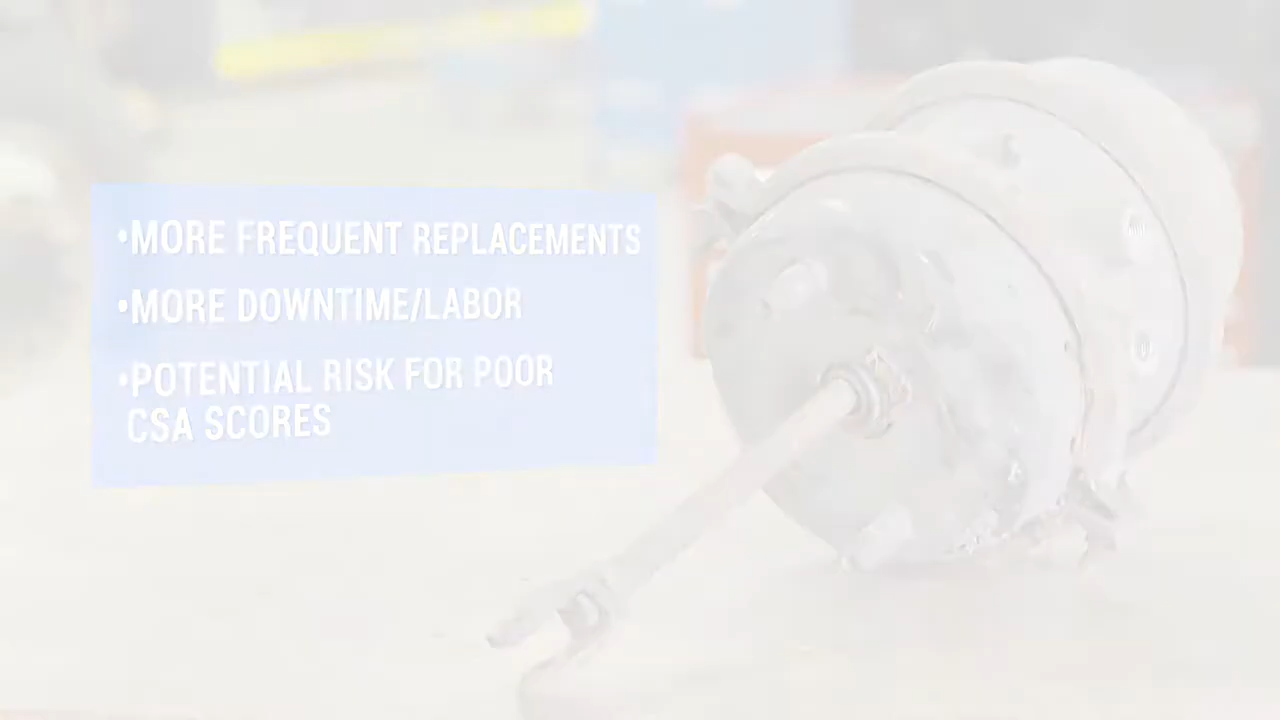 •MORE FREQUENT REPLACEMENTS
•MORE DOWNTIME/LABOR
•POTENTIAL RISK FOR POOR
CSA SCORES